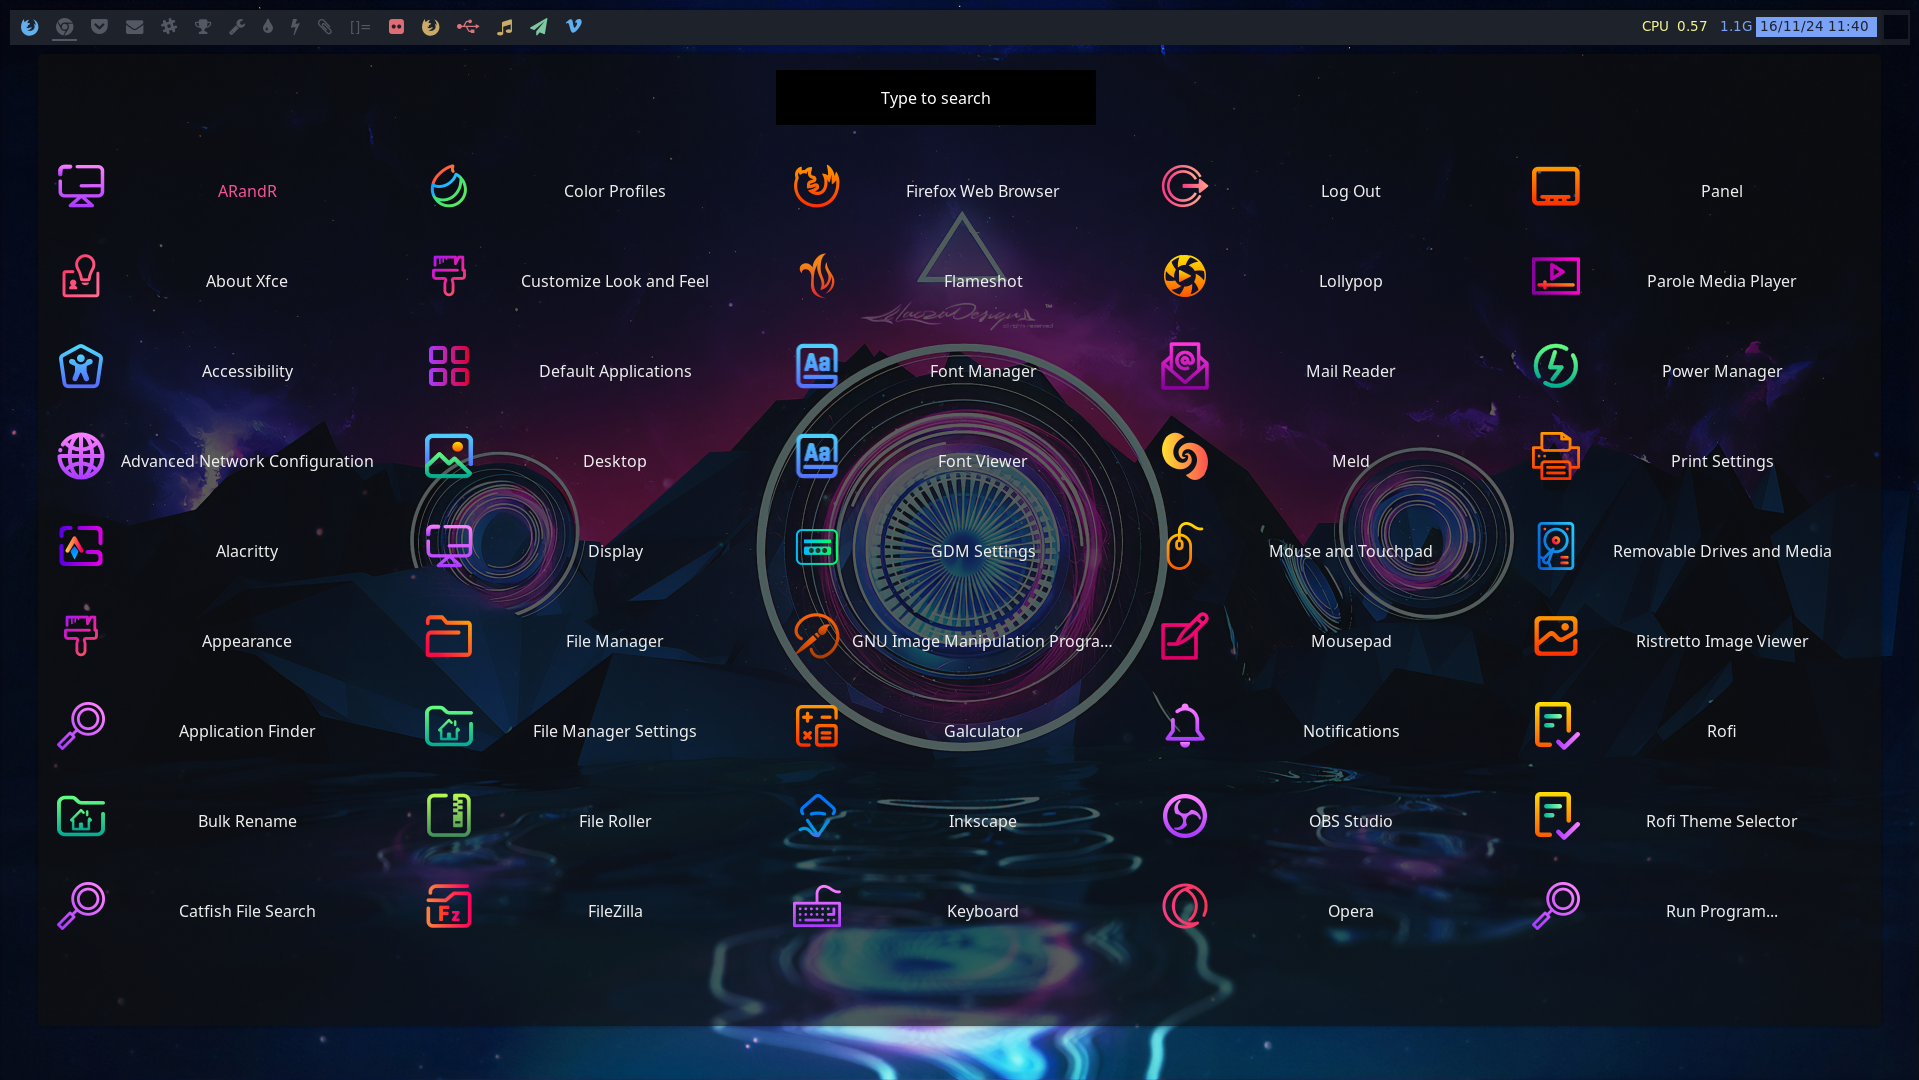 []= CPU 0.57 1.1G 16/11/24 11:40
Type to search
ARandR Color Profiles Firefox Web Browser Log Out Panel
About Xfce Customize Look and Feel Flameshot Lollypop Parole Media Player
Accessibility Default Applications Font Manager Mail Reader Power Manager
Advanced Network Configuration Desktop Font Viewer Meld Print Settings
Alacritty Display GDM Settings Mouse and Touchpad Removable Drives and Media
Appearance File Manager GNU Image Manipulation Progra... Mousepad Ristretto Image Viewer
Application Finder File Manager Settings Galculator Notifications Rofi
Bulk Rename File Roller Inkscape OBS Studio Rofi Theme Selector
Catfish File Search FileZilla Keyboard Opera Run Program...